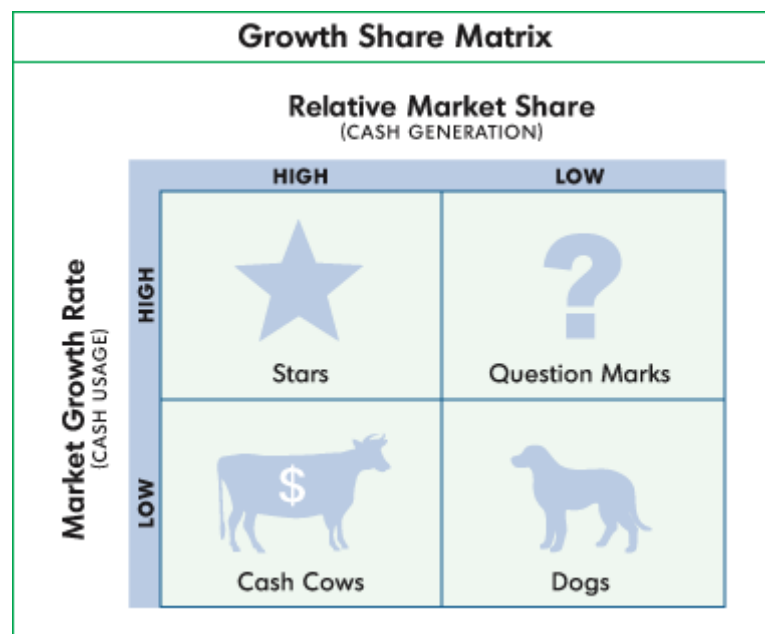 Growth Share Matrix
Relative Market Share
(CASH GENERATION)
HIGH
LOW
Market Growth Rate
(CASH USAGE)
HIGH
Stars
?
Question Marks
LOW
$
Cash Cows
Dogs